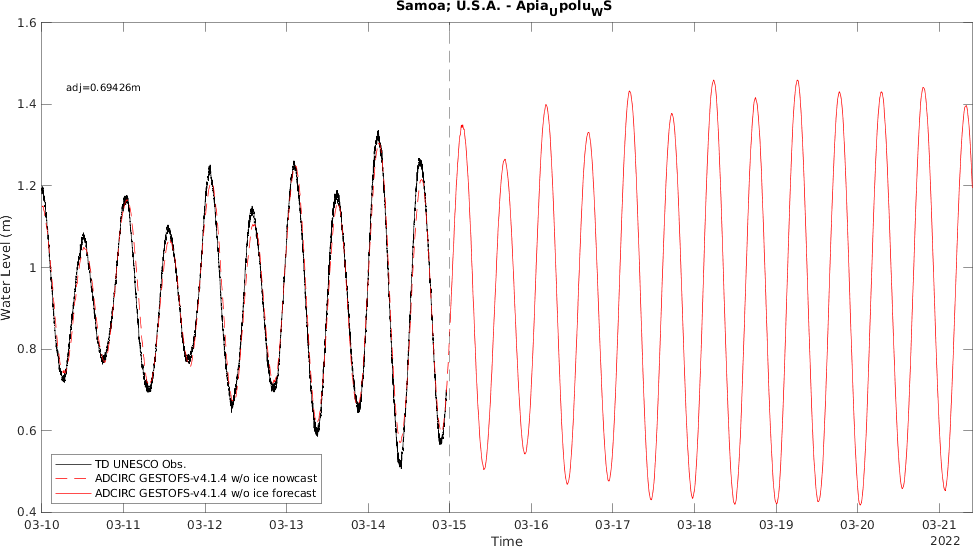 Samoa; U.S.A. - ApiaUpoluWS
1.6
1.4
1.2
1
0.8
0.6
0.4
Water Level (m)
adj=0.69426m
TD UNESCO Obs.
ADCIRC GESTOFS-v4.1.4 w/o ice nowcast
ADCIRC GESTOFS-v4.1.4 w/o ice forecast
03-10 03-11 03-12 03-13 03-14 03-15 03-16 03-17 03-18 03-19 03-20 03-21
Time
2022